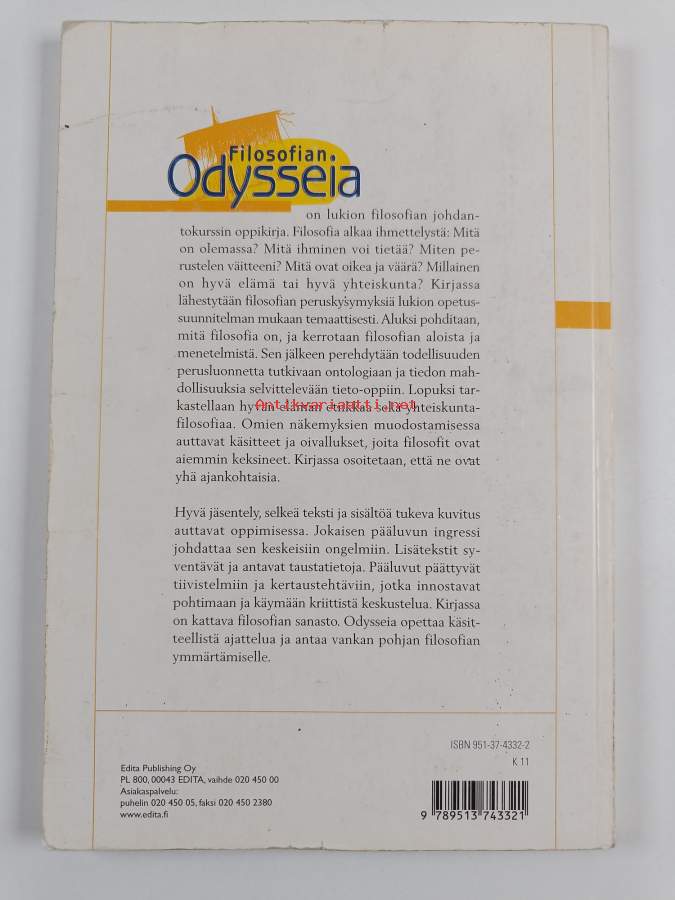 Filosofian
Odysseia
on lukion filosofian johdan-
tokurssin oppikirja. Filosofia alkaa ihmettelystä: Mitä
on olemassa? Mitä ihminen voi tietää? Miten pe-
rustelen väitteeni? Mitä ovat oikea ja väärä? Millainen
on hyvä elämä tai hyvä yhteiskunta? Kirjassa
lähestytään filosofian peruskysymyksiä lukion opetus-
suunnitelman mukaan temaattisesti. Aluksi pohditaan,
mitä filosofia on, ja kerrotaan filosofian aloista ja
menetelmistä. Sen jälkeen perehdytään todellisuuden
perusluonnetta tutkivaan ontologiaan ja tiedon mah-
dollisuuksia selvittelevään tieto-oppiin. Lopuksi tar-
kastellaan hyvän elämän etiikkaa sekä yhteiskunta-
Antikvariaatti.net
filosofiaa. Omien näkemyksien muodostamisessa
auttavat käsitteet ja oivallukset, joita filosofit ovat
aiemmin keksineet. Kirjassa osoitetaan, että ne ovat
yhä ajankohtaisia.
Hyvä jäsentely, selkeä teksti ja sisältöä tukeva kuvitus
auttavat oppimisessa. Jokaisen pääluvun ingressi
johdattaa sen keskeisiin ongelmiin. Lisätekstit sy-
ventävät ja antavat taustatietoja. Pääluvut päättyvät
tiivistelmiin ja kertaustehtäviin, jotka innostavat
pohtimaan ja käymään kriittistä keskustelua. Kirjassa
on kattava filosofian sanasto. Odysseia opettaa käsit-
teellistä ajattelua ja antaa vankan pohjan filosofian
ymmärtämiselle.
ISBN 951-37-4332-2
K 11
Edita Publishing Oy
PL 800, 00043 EDITA, vaihde 020 450 00
Asiakaspalvelu:
puhelin 020 450 05, faksi 020 450 2380
www.edita.fi
9 789513 743321